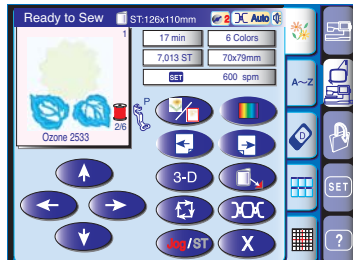 Ready to Sew ST:126x110mm 2 Auto
1
17 min 6 Colors
7,013 ST 70x79mm
SET 600 spm
2/6
P
Ozone 2533
A~Z
D
3-D
SET
Jog/ST X
?